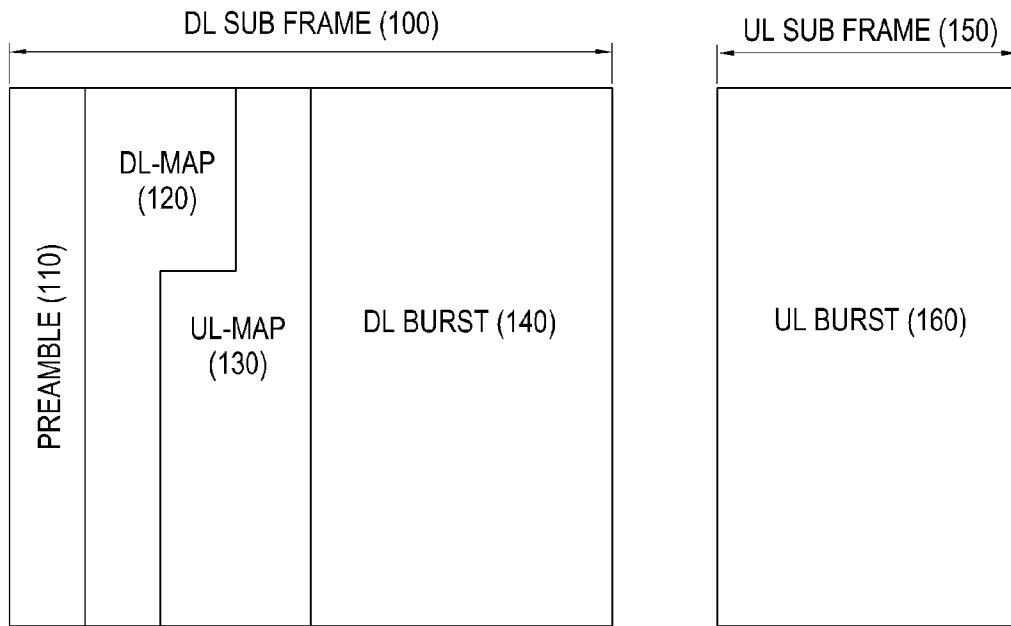 DL SUB FRAME (100)
UL SUB FRAME (150)
PREAMBLE (110)
DL-MAP
(120)
UL-MAP
(130)
DL BURST (140)
UL BURST (160)